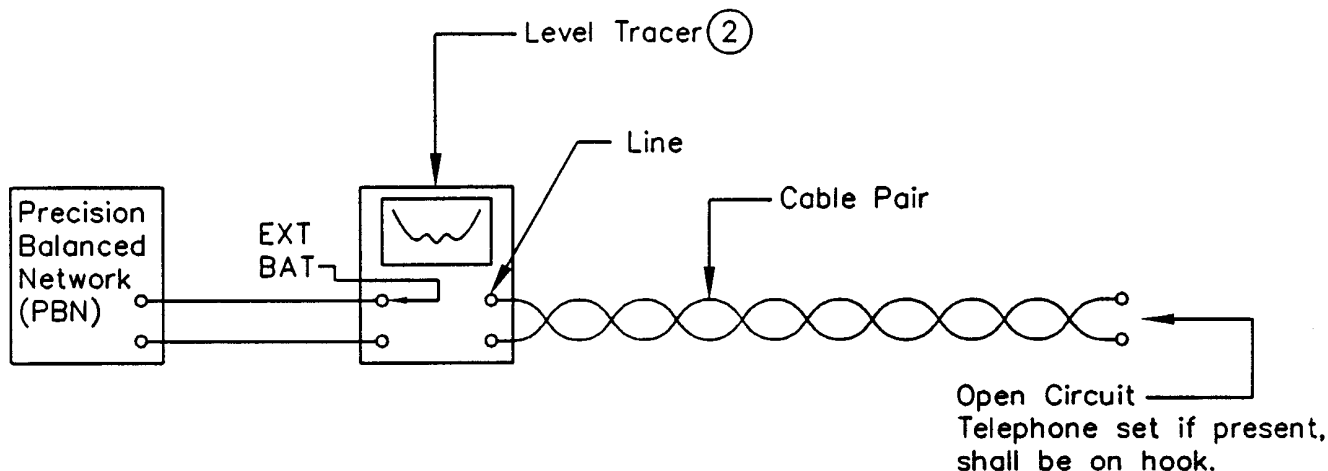 Level Tracer 2
Line
Cable Pair
Precision
Balanced
Network
(PBN)
EXT
BAT
Open Circuit
Telephone set if present,
shall be on hook.